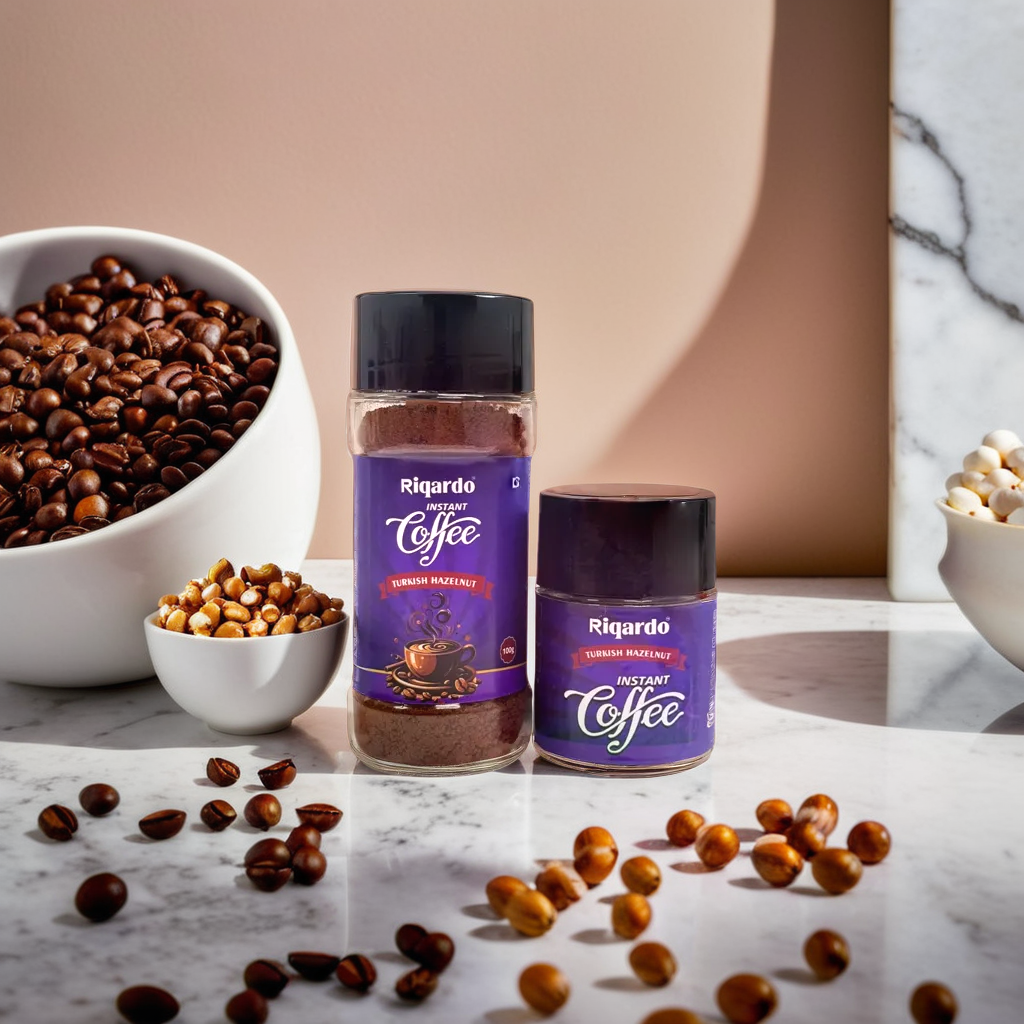 Riqardo
INSTANT
Coffee
TURKISH HAZELNUT
100g
Riqardo
TURKISH HAZELNUT
INSTANT
Coffee